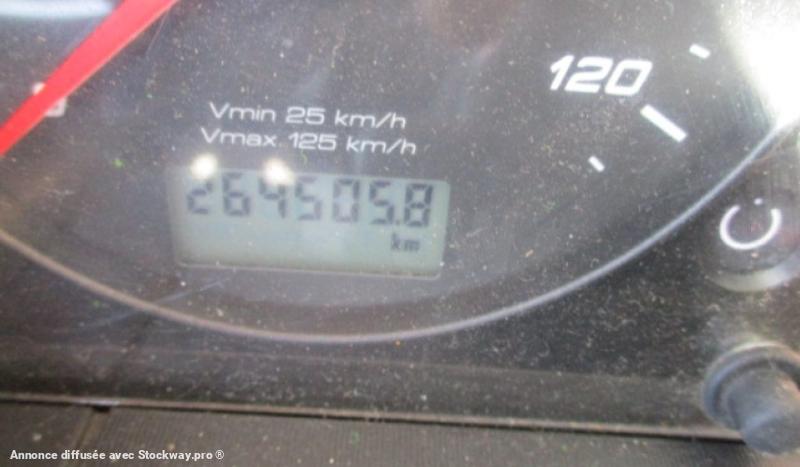 120
Vmin 25 km/h
Vmax 125 km/h
264505.8
km
Annonce diffusée avec Stockway.pro®